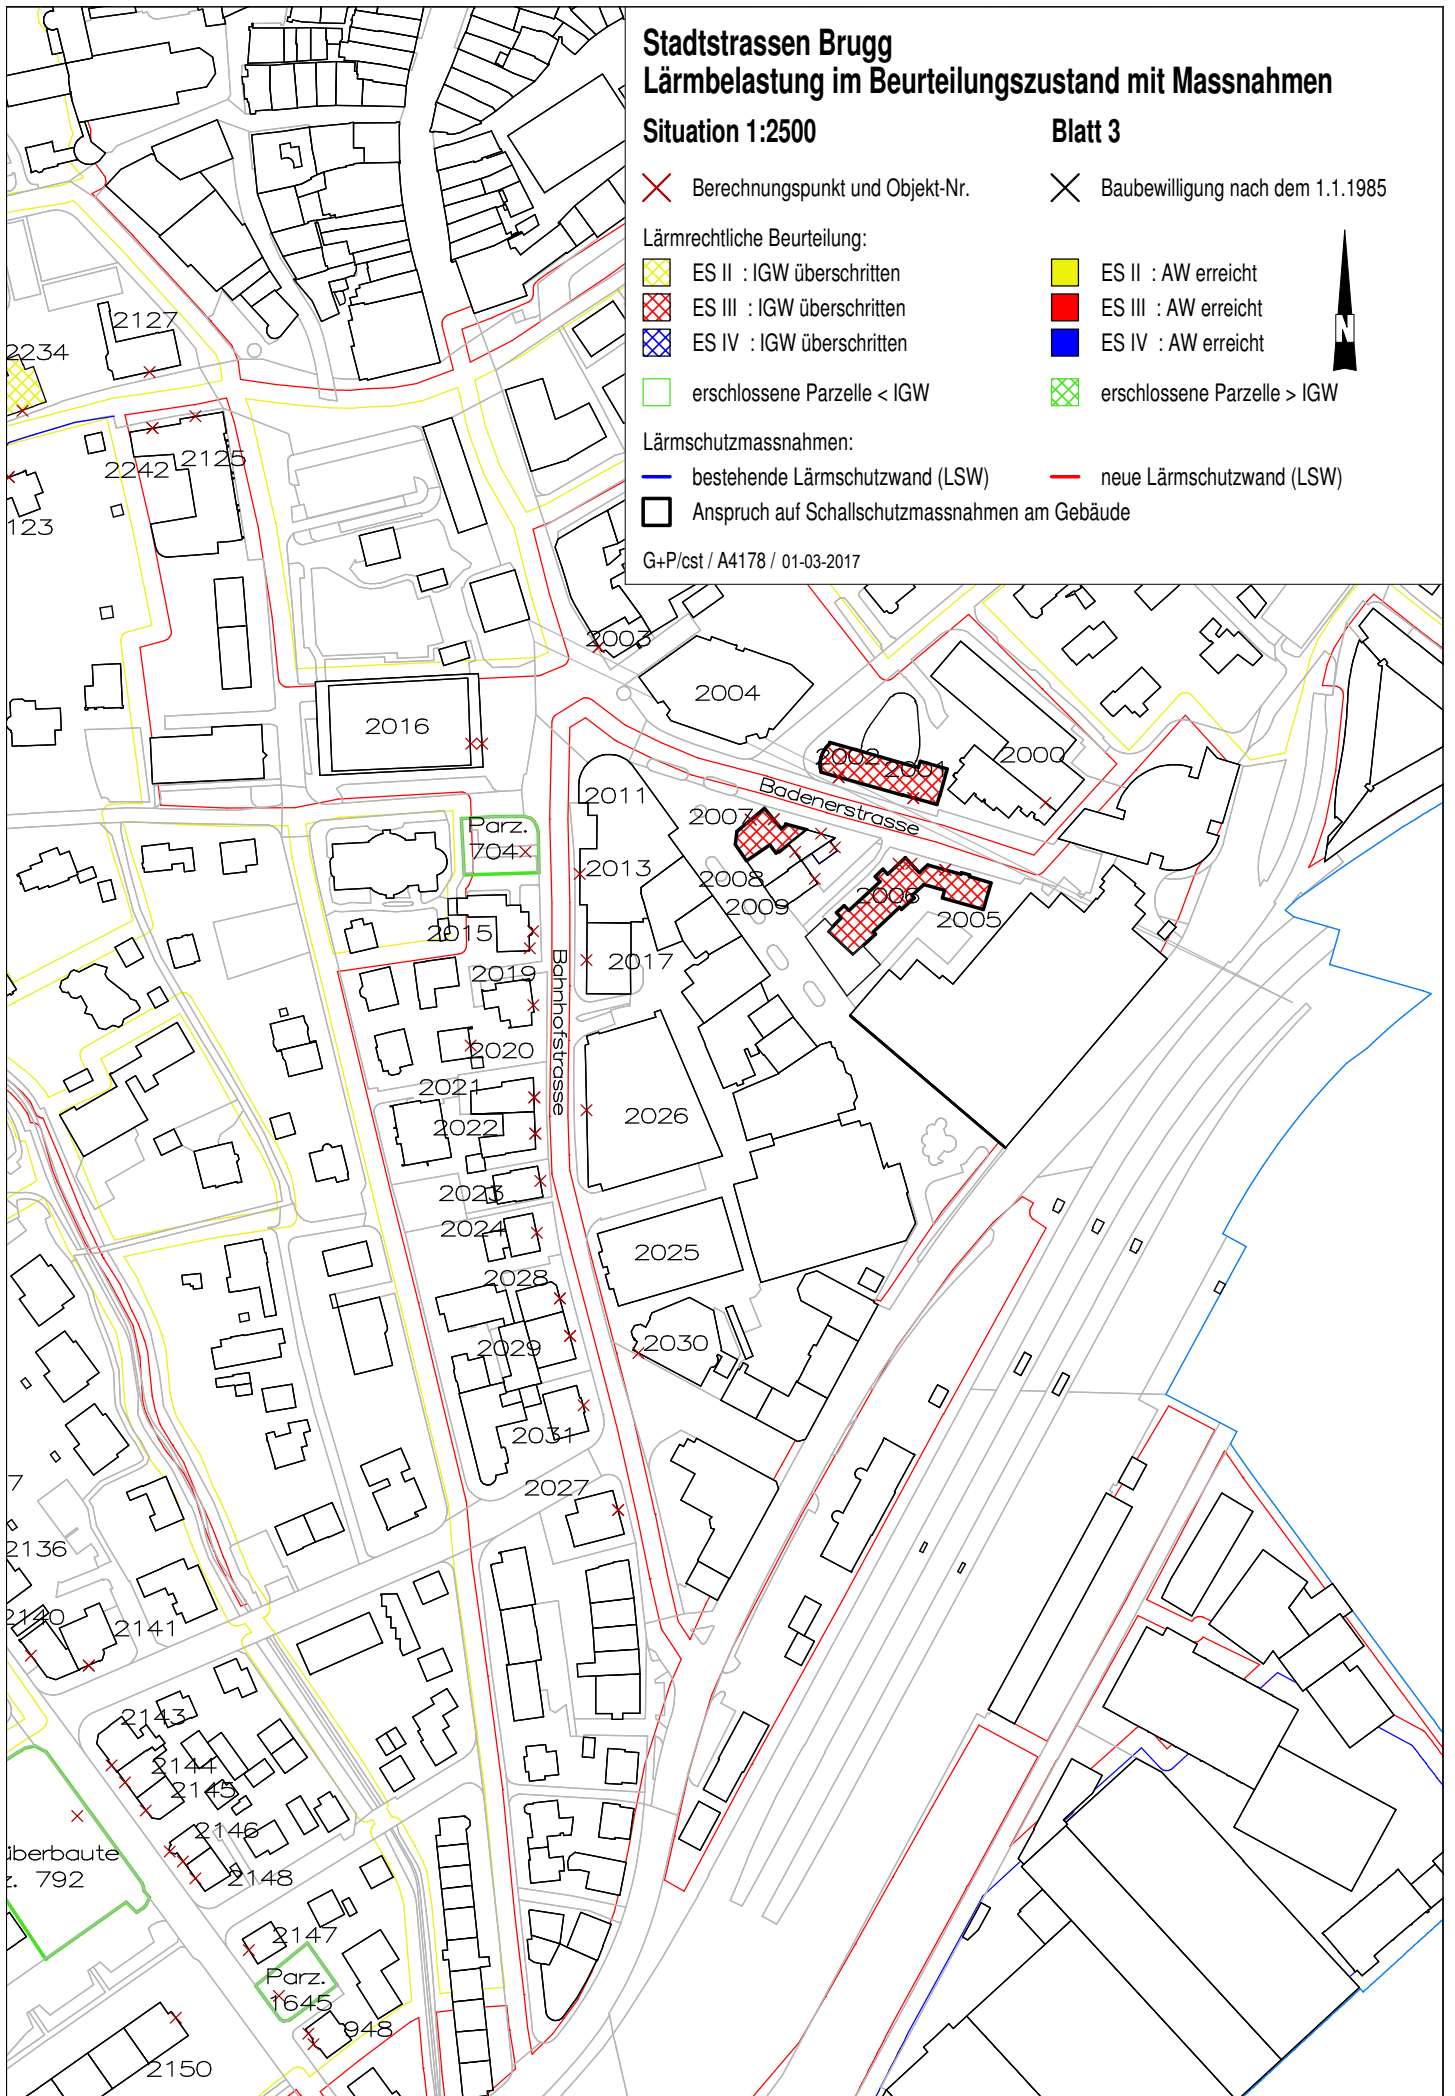 Stadtstrassen Brugg
Lärmbelastung im Beurteilungszustand mit Massnahmen
Situation 1:2500 Blatt 3
Berechnungspunkt und Objekt-Nr. Baubewilligung nach dem 1.1.1985
Lärmrechtliche Beurteilung:
ES II : IGW überschritten ES II : AW erreicht
ES III : IGW überschritten ES III : AW erreicht
ES IV : IGW überschritten ES IV : AW erreicht
erschlossene Parzelle < IGW erschlossene Parzelle > IGW
Lärmschutzmassnahmen:
bestehende Lärmschutzwand (LSW) neue Lärmschutzwand (LSW)
Anspruch auf Schallschutzmassnahmen am Gebäude
G+P/cst / A4178 / 01-03-2017
N
2127
2234
2242
2125
123
2003
2004
2016
2002
2001
2000
Badenerstrasse
2011
2007
Parz.
704
2013
2008
2009
2006
2005
2015
2017
2019
Bahnhofstrasse
2020
2021
2022
2026
2023
2024
2025
2028
2029
2030
2031
2027
7
2136
2140
2141
2143
2144
2145
2146
2148
überbaute
z. 792
2147
Parz.
1645
948
2150